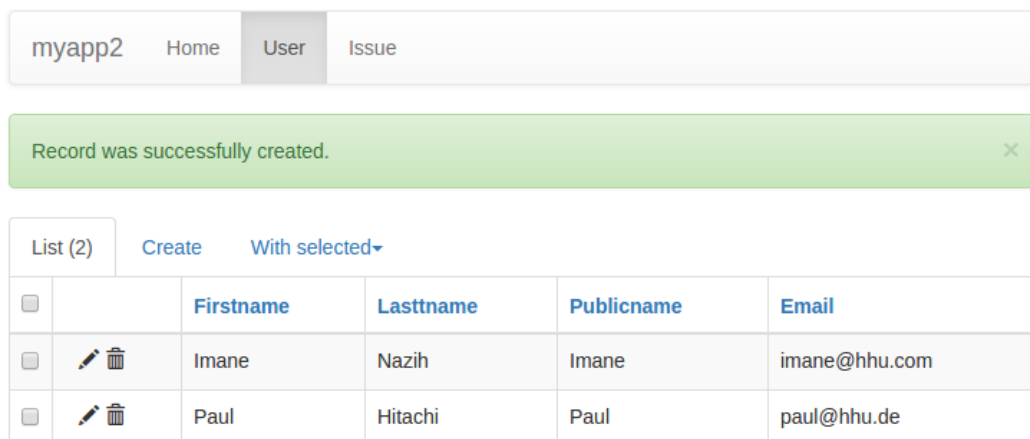 myapp2 Home User Issue
Record was successfully created. ×
List (2) Create With selected
Firstname Lasttname Publicname Email
Imane Nazih Imane imane@hhu.com
Paul Hitachi Paul paul@hhu.de